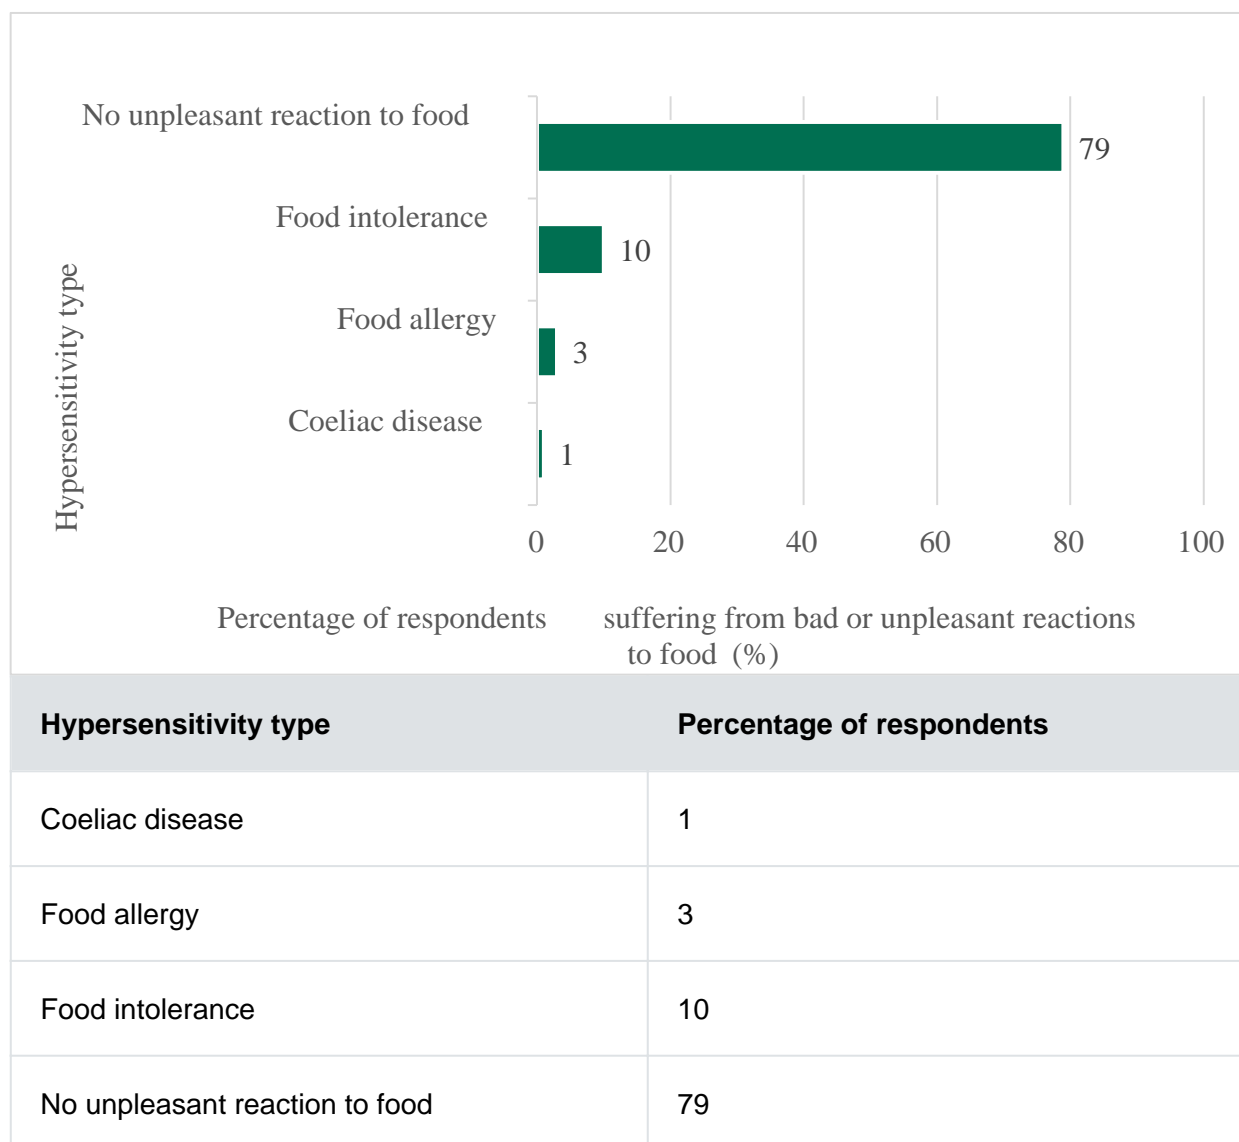 No unpleasant reaction to food
79
Food intolerance
10
Food allergy
3
Coeliac disease
1
Hypersensitivity type
0 20 40 60 80 100
Percentage of respondents suffering from bad or unpleasant reactions
to food (%)
Hypersensitivity type Percentage of respondents
Coeliac disease 1
Food allergy 3
Food intolerance 10
No unpleasant reaction to food 79